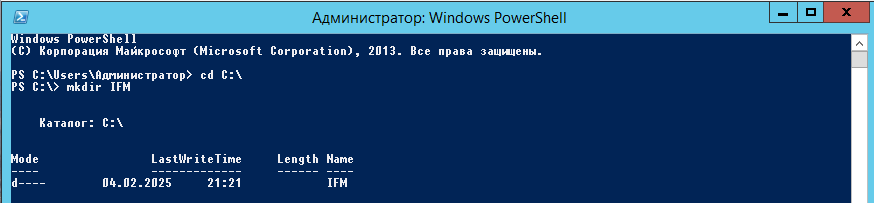 Администратор: Windows PowerShell
Windows PowerShell
(C) Корпорация Майкрософт (Microsoft Corporation), 2013. Все права защищены.
PS C:\Users\Администратор> cd C:\
PS C:\> mkdir IFM
Каталог: C:\
Mode LastWriteTime Length Name
---- ------------- ------ ----
d---- 04.02.2025 21:21 IFM